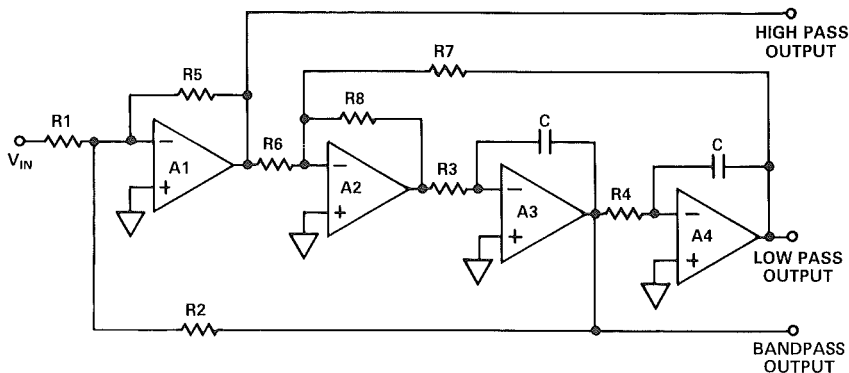 HIGH PASS
OUTPUT
R7
R5
R8
R1
C
C
VIN
−
A1
+
R6
−
A2
+
R3
−
A3
+
R4
−
A4
+
LOW PASS
OUTPUT
R2
BANDPASS
OUTPUT